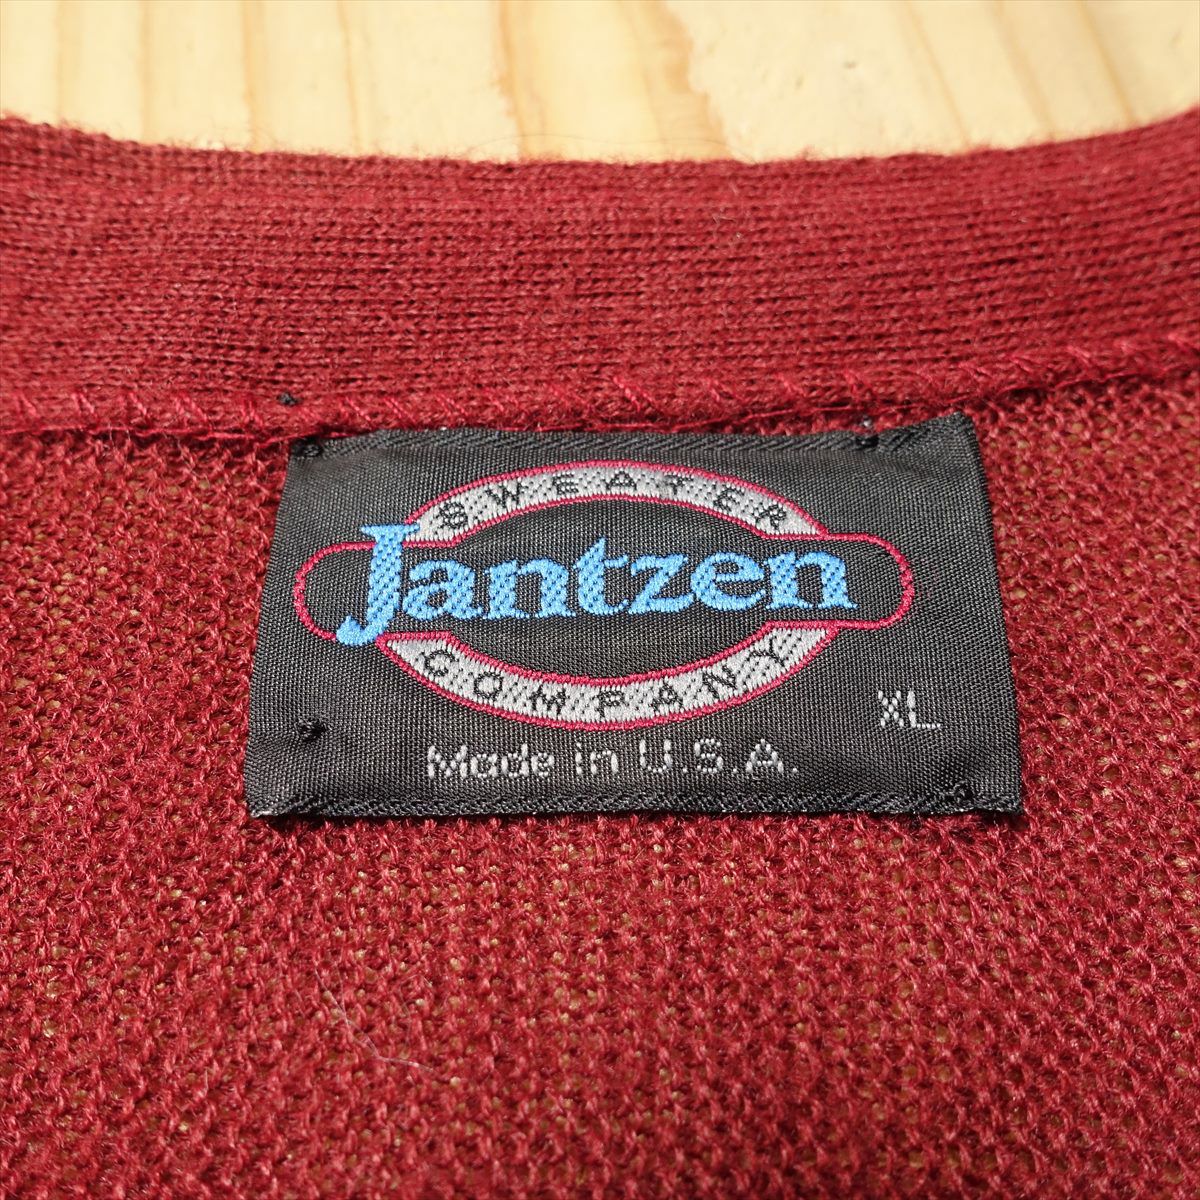 SWEATER
Jantzen
COMPANY
XL
Made in U.S.A.